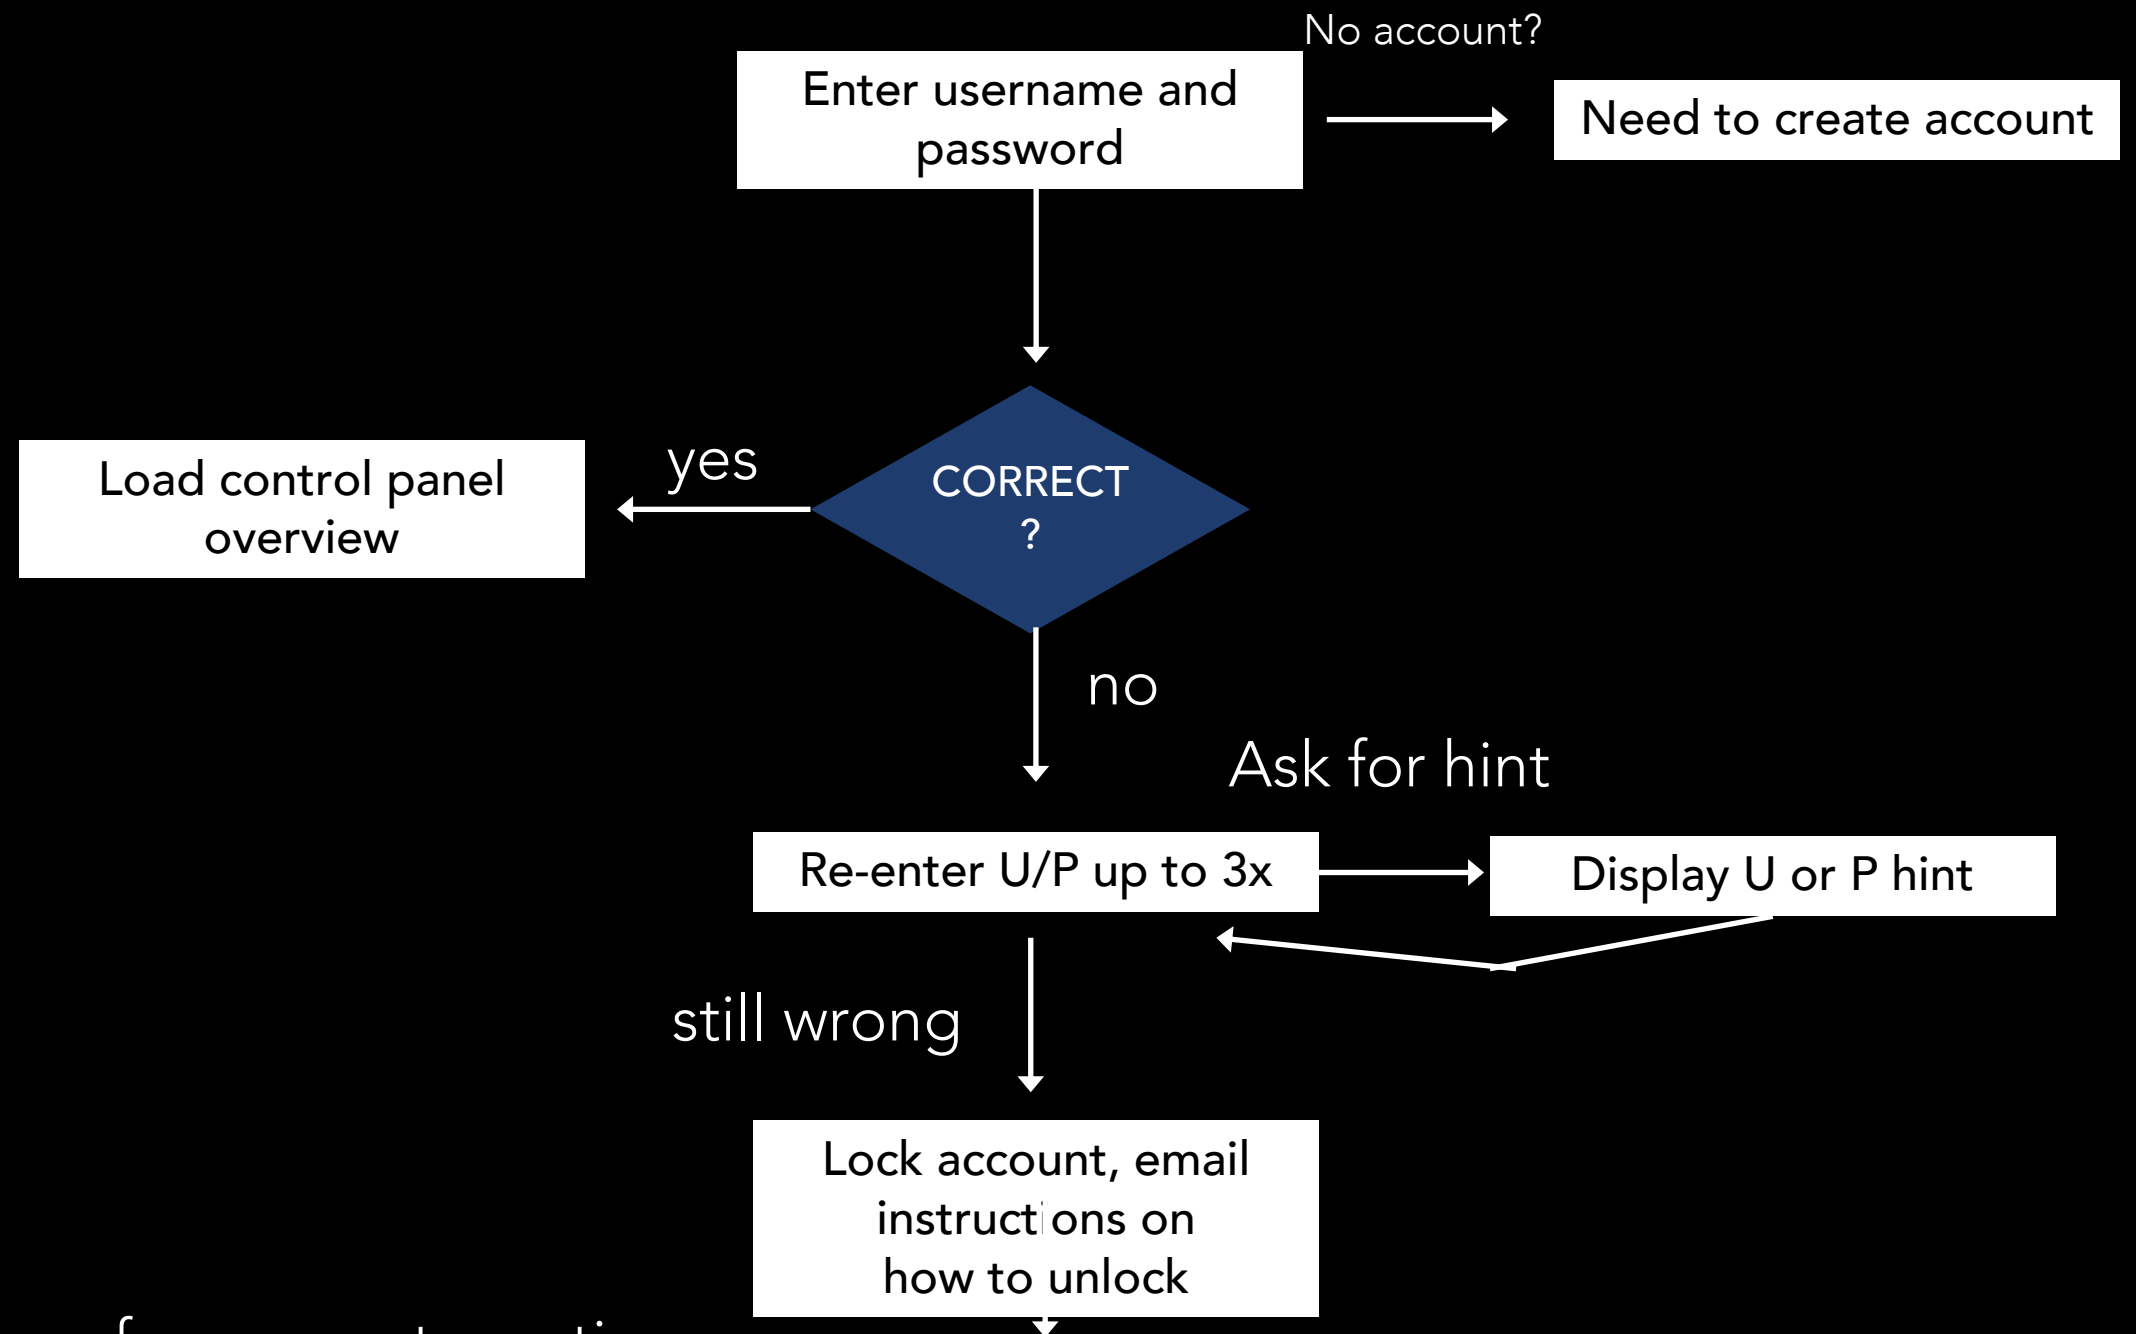 No account?
Enter username and
password
Need to create account
yes
CORRECT
?
Load control panel
overview
no
Ask for hint
Re-enter U/P up to 3x
Display U or P hint
still wrong
Lock account, email
instructions on
how to unlock